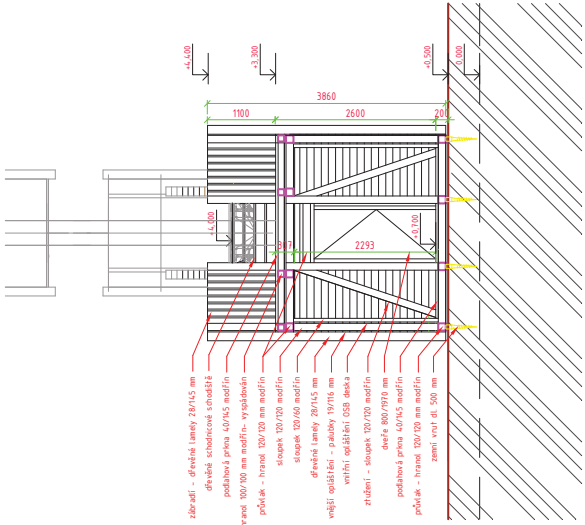 +4,400
+3,300
+0,500
0,000
3860
1100
2600
200
+4,000
307
2293
+0,700
zábradlí - dřevěné lamely 28/145 mm
dřevěné schodnicové schodiště
podlahová prkna 40/145 modřín
hranol 100/100 mm modřín- vyspádován
průvlak - hranol 120/120 mm modřín
sloupek 120/120 modřín
sloupek 120/60 modřín
dřevěné lamely 28/145 mm
vnější opláštění - palubky 19/116 mm
vnitřní opláštění OSB deska
ztužení - sloupek 120/120 modřín
dveře 800/1970 mm
podlahová prkna 40/145 modřín
průvlak - hranol 120/120 mm modřín
zemní vrut dl. 500 mm